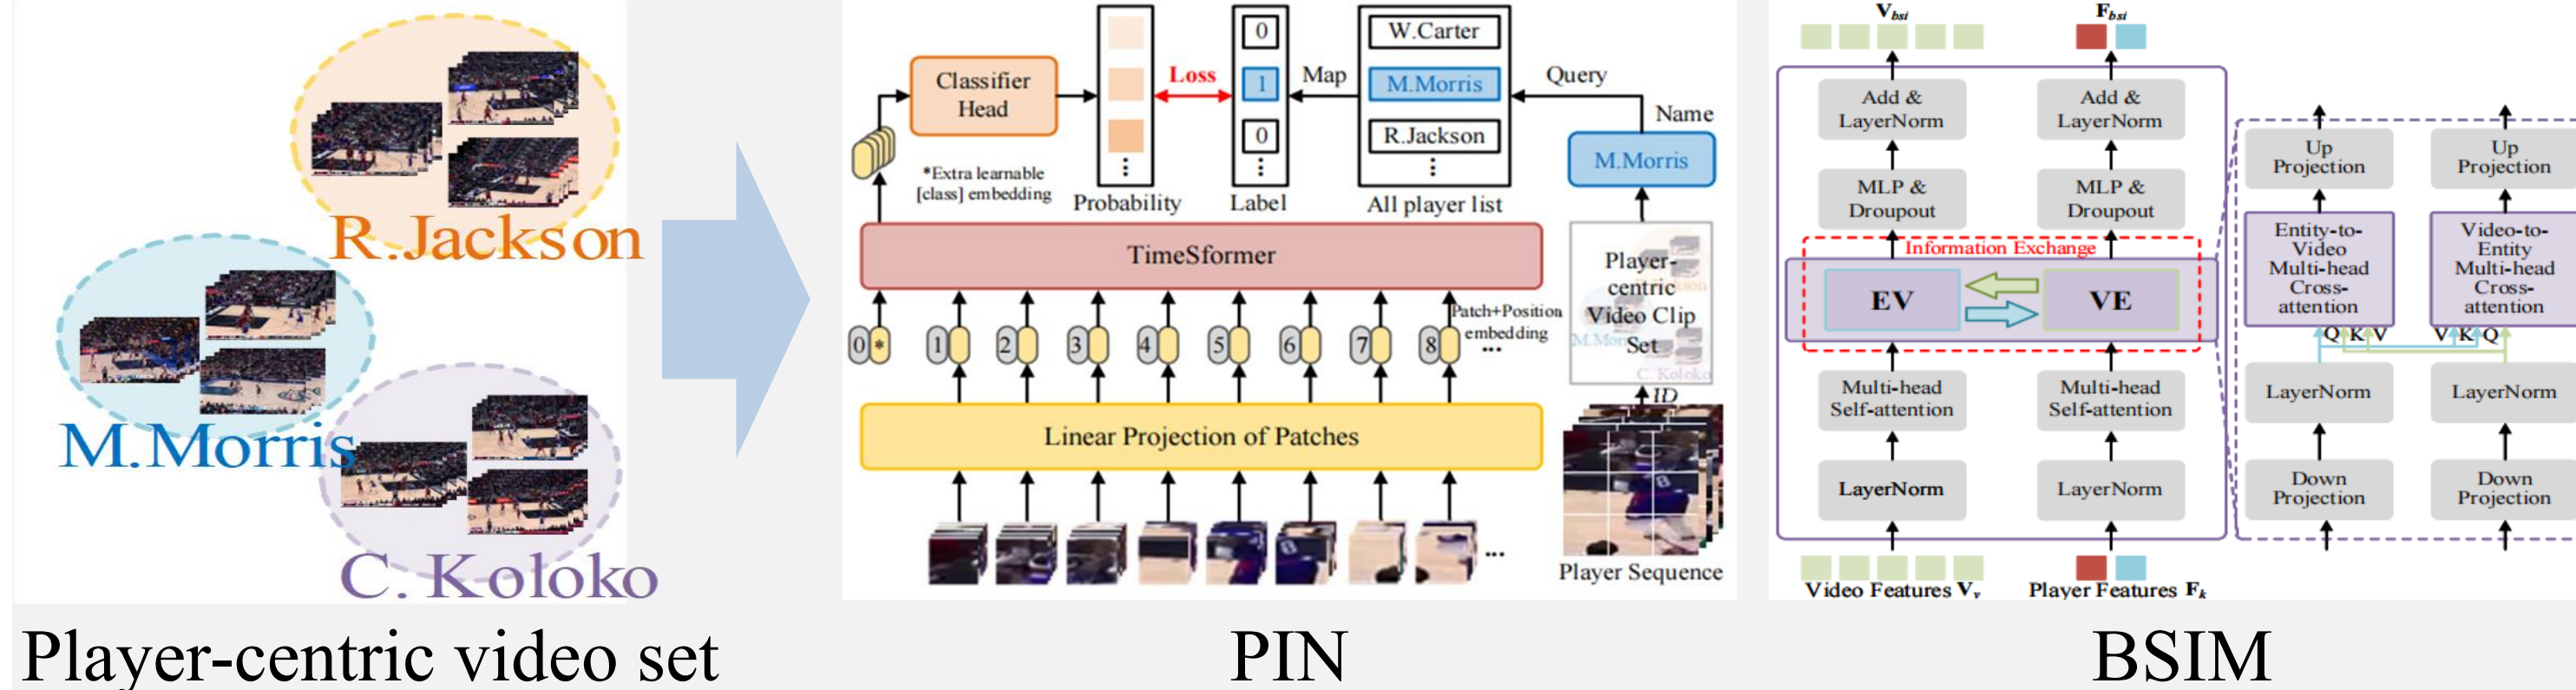 R.Jackson
M.Morris
C. Koloko
Player-centric video set
Classifier
Head
*Extra learnable
[class] embedding
Probability
Loss
0
1
0
Label
Map
W.Carter
M.Morris
R.Jackson
All player list
Query
Name
M.Morris
TimeSformer
Player-
centric
Video Clip
Set
C. Koloko
ID
0 * 1 2 3 4 5 6 7 8
Patch+Position
embedding
...
Linear Projection of Patches
...
Player Sequence
PIN
Vbsi
Fbsi
Add &
LayerNorm
Add &
LayerNorm
MLP &
Droupout
MLP &
Droupout
Information Exchange
EV
VE
Multi-head
Self-attention
Multi-head
Self-attention
LayerNorm
LayerNorm
Video Features Vv
Player Features Fk
Up
Projection
Up
Projection
Entity-to-
Video
Multi-head
Cross-
attention
Video-to-
Entity
Multi-head
Cross-
attention
Q K V
V K Q
LayerNorm
LayerNorm
Down
Projection
Down
Projection
BSIM